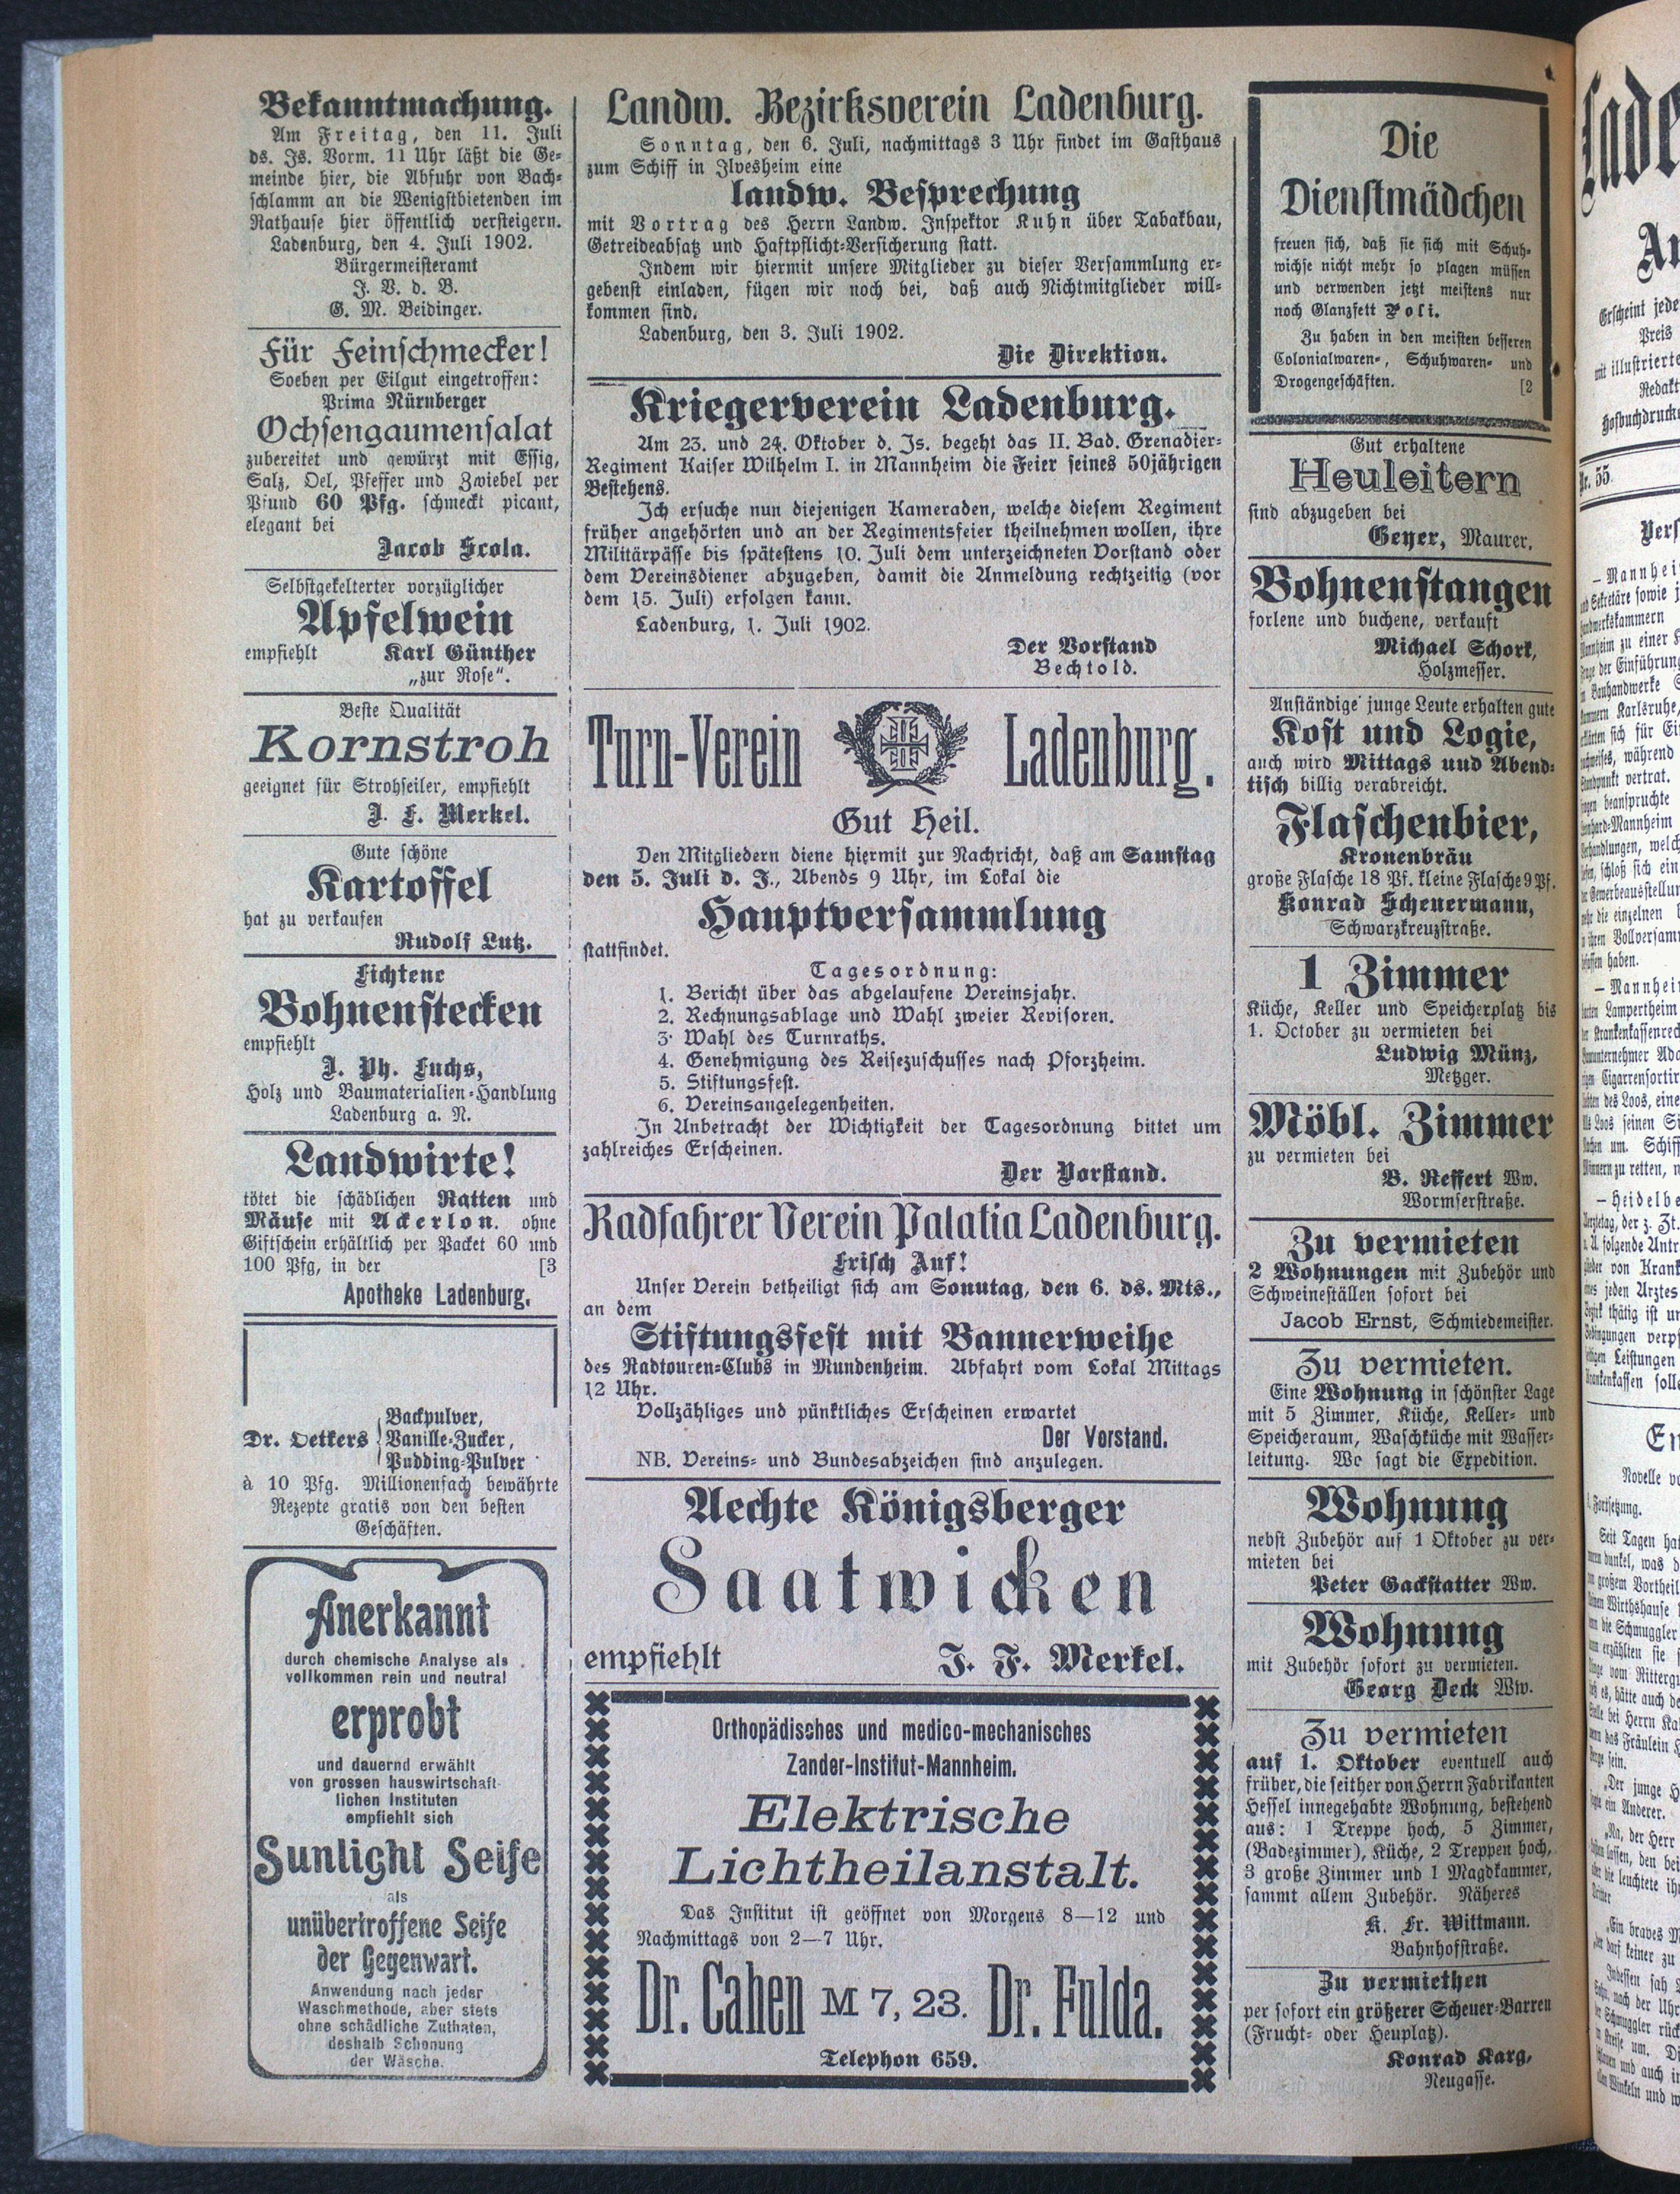 Bekanntmachung.
Am Freitag, den 11. Juli
ds. Js. Vorm. 11 Uhr läßt die Ge-
meinde hier, die Abfuhr von Bach-
schlamm an die Wenigstbietenden im
Rathause hier öffentlich versteigern.
Ladenburg, den 4. Juli 1902.
Bürgermeisteramt
J. V. d. B.
G. M. Beidinger.
Für Feinschmecker!
Soeben per Eilgut eingetroffen:
Prima Nürnberger
Ochsengaumensalat
zubereitet und gewürzt mit Essig,
Salz, Oel, Pfeffer und Zwiebel per
Pfund 60 Pfg. schmeckt picant,
elegant bei
Jacob Scola.
Selbstgekelterter vorzüglicher
Apfelwein
empfiehlt Karl Günther
„zur Rose“.
Beste Qualität
Kornstroh
geeignet für Strohseiler, empfiehlt
J. F. Merkel.
Gute schöne
Kartoffel
hat zu verkaufen
Rudolf Lutz.
Fichtene
Bohnenstecken
empfiehlt
J. Ph. Fuchs,
Holz und Baumaterialien-Handlung
Ladenburg a. N.
Landwirte!
tötet die schädlichen Ratten und
Mäuse mit Ackerlon. ohne
Giftschein erhältlich per Packet 60 und
100 Pfg, in der [3
Apotheke Ladenburg.
Backpulver,
Dr. Oetkers Vanille-Zucker,
Pudding-Pulver
à 10 Pfg. Millionenfach bewährte
Rezepte gratis von den besten
Geschäften.
Anerkannt
durch chemische Analyse als
vollkommen rein und neutral
erprobt
und dauernd erwählt
von grossen hauswirtschaft-
lichen Instituten
empfiehlt sich
Sunlight Seife
als
unübertroffene Seife
der Gegenwart.
Anwendung nach jeder
Waschmethode, aber stets
ohne schädliche Zuthaten,
deshalb Schonung
der Wäsche.
Landw. Bezirksverein Ladenburg.
Sonntag, den 6. Juli, nachmittags 3 Uhr findet im Gasthaus
zum Schiff in Ilvesheim eine
landw. Besprechung
mit Vortrag des Herrn Landw. Inspektor Kuhn über Tabakbau,
Getreideabsatz und Haftpflicht-Versicherung statt.
Indem wir hiermit unsere Mitglieder zu dieser Versammlung er-
gebenst einladen, fügen wir noch bei, daß auch Nichtmitglieder will-
kommen sind.
Ladenburg, den 3. Juli 1902.
Die Direktion.
Kriegerverein Ladenburg.
Am 23. und 24. Oktober d. Js. begeht das II. Bad. Grenadier-
Regiment Kaiser Wilhelm I. in Mannheim die Feier seines 50jährigen
Bestehens.
Ich ersuche nun diejenigen Kameraden, welche diesem Regiment
früher angehörten und an der Regimentsfeier theilnehmen wollen, ihre
Militärpässe bis spätestens 10. Juli dem unterzeichneten Vorstand oder
dem Vereinsdiener abzugeben, damit die Anmeldung rechtzeitig (vor
dem 15. Juli) erfolgen kann.
Ladenburg, 1. Juli 1902.
Der Vorstand
Bechtold.
Turn-Verein Ladenburg.
Gut Heil.
Den Mitgliedern diene hiermit zur Nachricht, daß am Samstag
den 5. Juli d. J., Abends 9 Uhr, im Lokal die
Hauptversammlung
stattfindet.
Tagesordnung:
1. Bericht über das abgelaufene Vereinsjahr.
2. Rechnungsablage und Wahl zweier Revisoren.
3. Wahl des Turnraths.
4. Genehmigung des Reisezuschusses nach Pforzheim.
5. Stiftungsfest.
6. Vereinsangelegenheiten.
In Anbetracht der Wichtigkeit der Tagesordnung bittet um
zahlreiches Erscheinen.
Der Vorstand.
Radfahrer Verein Palatia Ladenburg.
Frisch Auf!
Unser Verein betheiligt sich am Sonntag, den 6. ds. Mts.,
an dem
Stiftungsfest mit Bannerweihe
des Radtouren-Clubs in Mundenheim. Abfahrt vom Lokal Mittags
12 Uhr.
Vollzähliges und pünktliches Erscheinen erwartet
Der Vorstand.
NB. Vereins- und Bundesabzeichen sind anzulegen.
Aechte Königsberger
Saatwicken
empfiehlt J. F. Merkel.
Orthopädisches und medico-mechanisches
Zander-Institut-Mannheim.
Elektrische
Lichtheilanstalt.
Das Institut ist geöffnet von Morgens 8—12 und
Nachmittags von 2—7 Uhr.
Dr. Cahen M 7, 23. Dr. Fulda.
Telephon 659.
Die
Dienstmädchen
freuen sich, daß sie sich mit Schuh-
wichse nicht mehr so plagen müssen
und verwenden jetzt meistens nur
noch Glanzfett Poli.
Zu haben in den meisten besseren
Colonialwaren-, Schuhwaren- und
Drogengeschäften. [2
Gut erhaltene
Heuleitern
sind abzugeben bei
Geyer, Maurer.
Bohnenstangen
forlene und buchene, verkauft
Michael Schork,
Holzmesser.
Anständige junge Leute erhalten gute
Kost und Logie,
auch wird Mittags und Abend-
tisch billig verabreicht.
Flaschenbier,
Kronenbräu
große Flasche 18 Pf. kleine Flasche 9 Pf.
Konrad Scheuermann,
Schwarzkreuzstraße.
1 Zimmer
Küche, Keller und Speicherplatz bis
1. October zu vermieten bei
Ludwig Münz,
Metzger.
Möbl. Zimmer
zu vermieten bei
B. Reffert Ww.
Wormserstraße.
Zu vermieten
2 Wohnungen mit Zubehör und
Schweineställen sofort bei
Jacob Ernst, Schmiedemeister.
Zu vermieten.
Eine Wohnung in schönster Lage
mit 5 Zimmer, Küche, Keller- und
Speicheraum, Waschküche mit Wasser-
leitung. Wo sagt die Expedition.
Wohnung
nebst Zubehör auf 1 Oktober zu ver-
mieten bei
Peter Gackstatter Ww.
Wohnung
mit Zubehör sofort zu vermieten.
Georg Deck Ww.
Zu vermieten
auf 1. Oktober eventuell auch
früher, die seither von Herrn Fabrikanten
Hessel innegehabte Wohnung, bestehend
aus: 1 Treppe hoch, 5 Zimmer,
(Badezimmer), Küche, 2 Treppen hoch,
3 große Zimmer und 1 Magdkammer,
sammt allem Zubehör. Näheres
K. Fr. Wittmann.
Bahnhofstraße.
Zu vermiethen
per sofort ein größerer Scheuer-Barren
(Frucht- oder Heuplatz).
Konrad Karg,
Neugasse.
Erscheint jede
Preis
mit illustrierte
Nr. 55.